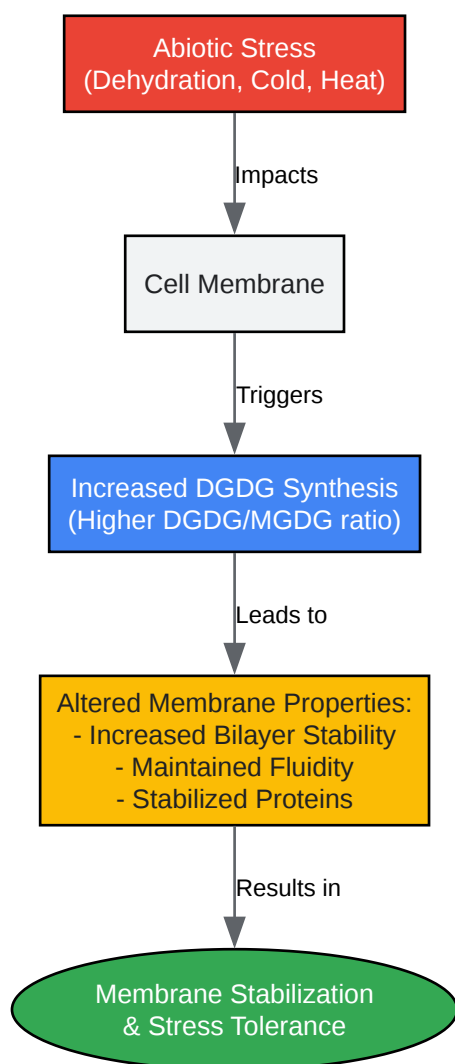 Abiotic Stress
(Dehydration, Cold, Heat)
Impacts
Cell Membrane
Triggers
Increased DGDG Synthesis
(Higher DGDG/MGDG ratio)
Leads to
Altered Membrane Properties:
- Increased Bilayer Stability
- Maintained Fluidity
- Stabilized Proteins
Results in
Membrane Stabilization
& Stress Tolerance